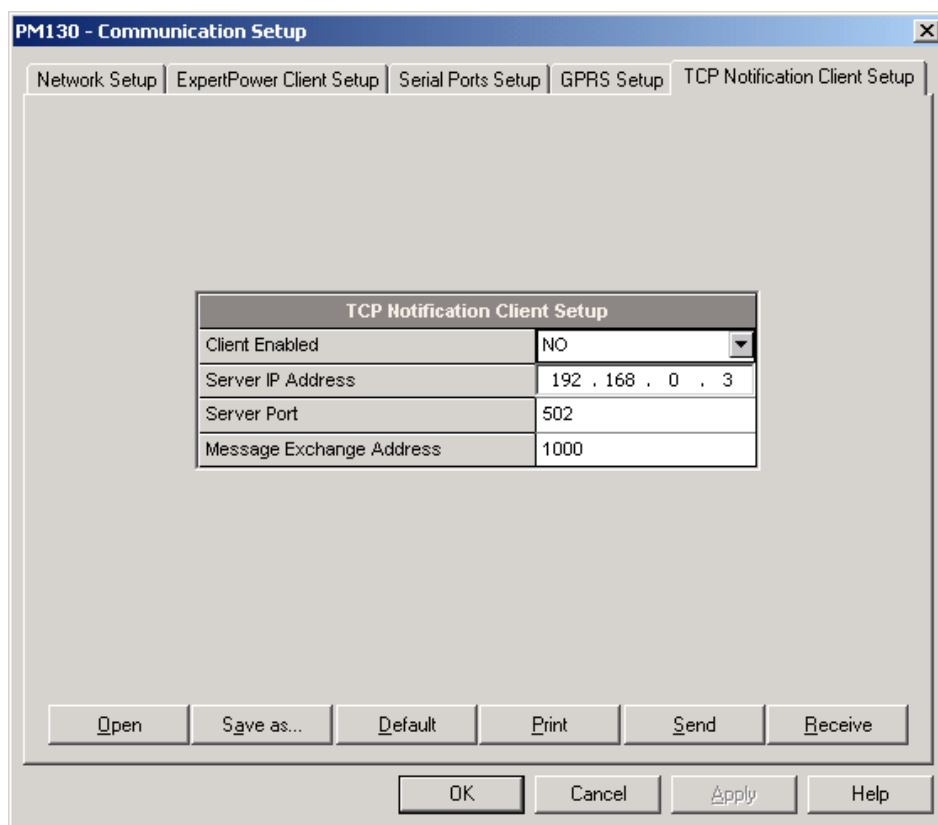 PM130 - Communication Setup
Network Setup ExpertPower Client Setup Serial Ports Setup GPRS Setup TCP Notification Client Setup
TCP Notification Client Setup
Client Enabled NO
Server IP Address 192 . 168 . 0 . 3
Server Port 502
Message Exchange Address 1000
Open Save as... Default Print Send Receive
OK Cancel Apply Help